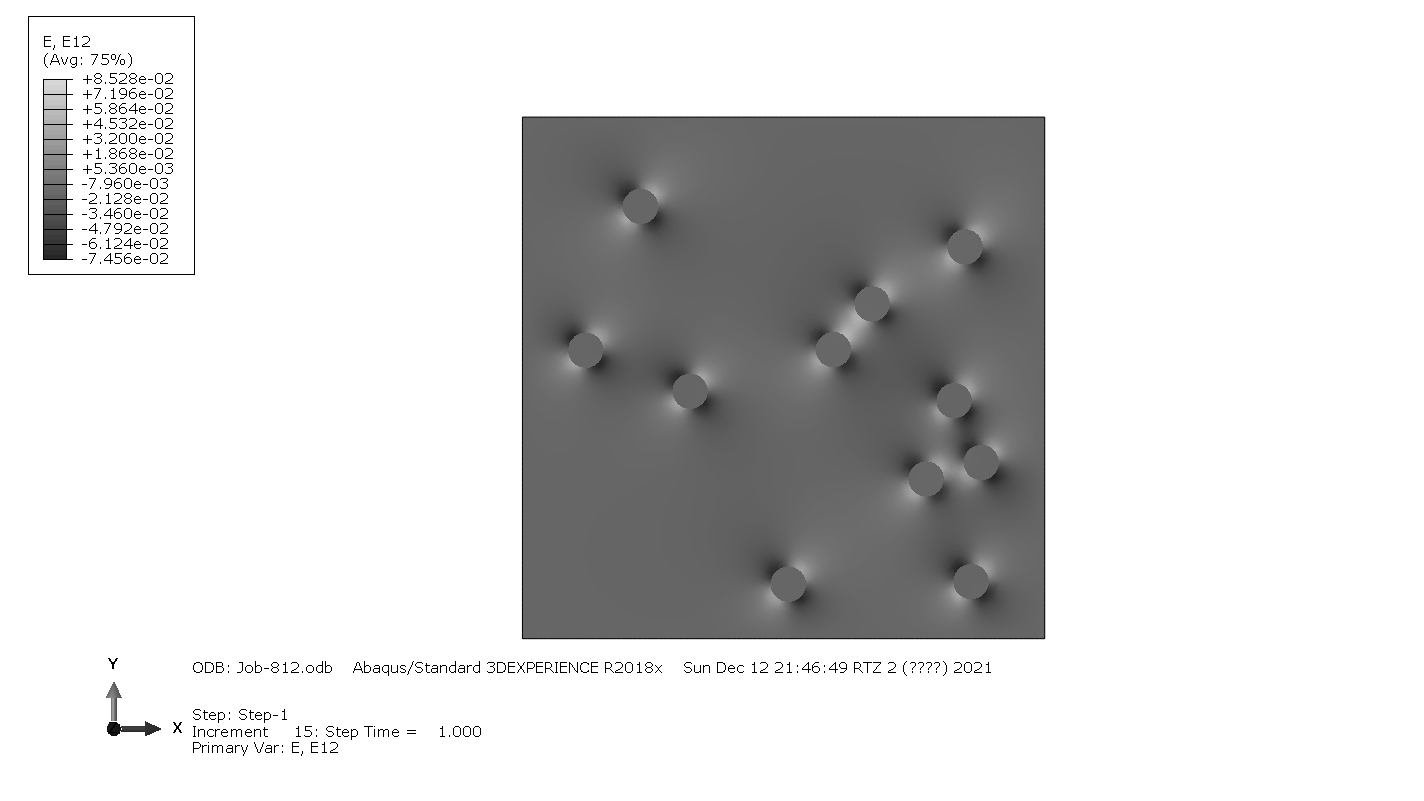 E, E12
(Avg: 75%)
+8.528e-02
+7.196e-02
+5.864e-02
+4.532e-02
+3.200e-02
+1.868e-02
+5.360e-03
-7.960e-03
-2.128e-02
-3.460e-02
-4.792e-02
-6.124e-02
-7.456e-02
Y
X
ODB: Job-812.odb Abaqus/Standard 3DEXPERIENCE R2018x Sun Dec 12 21:46:49 RTZ 2 (????) 2021
Step: Step-1
Increment 15: Step Time = 1.000
Primary Var: E, E12